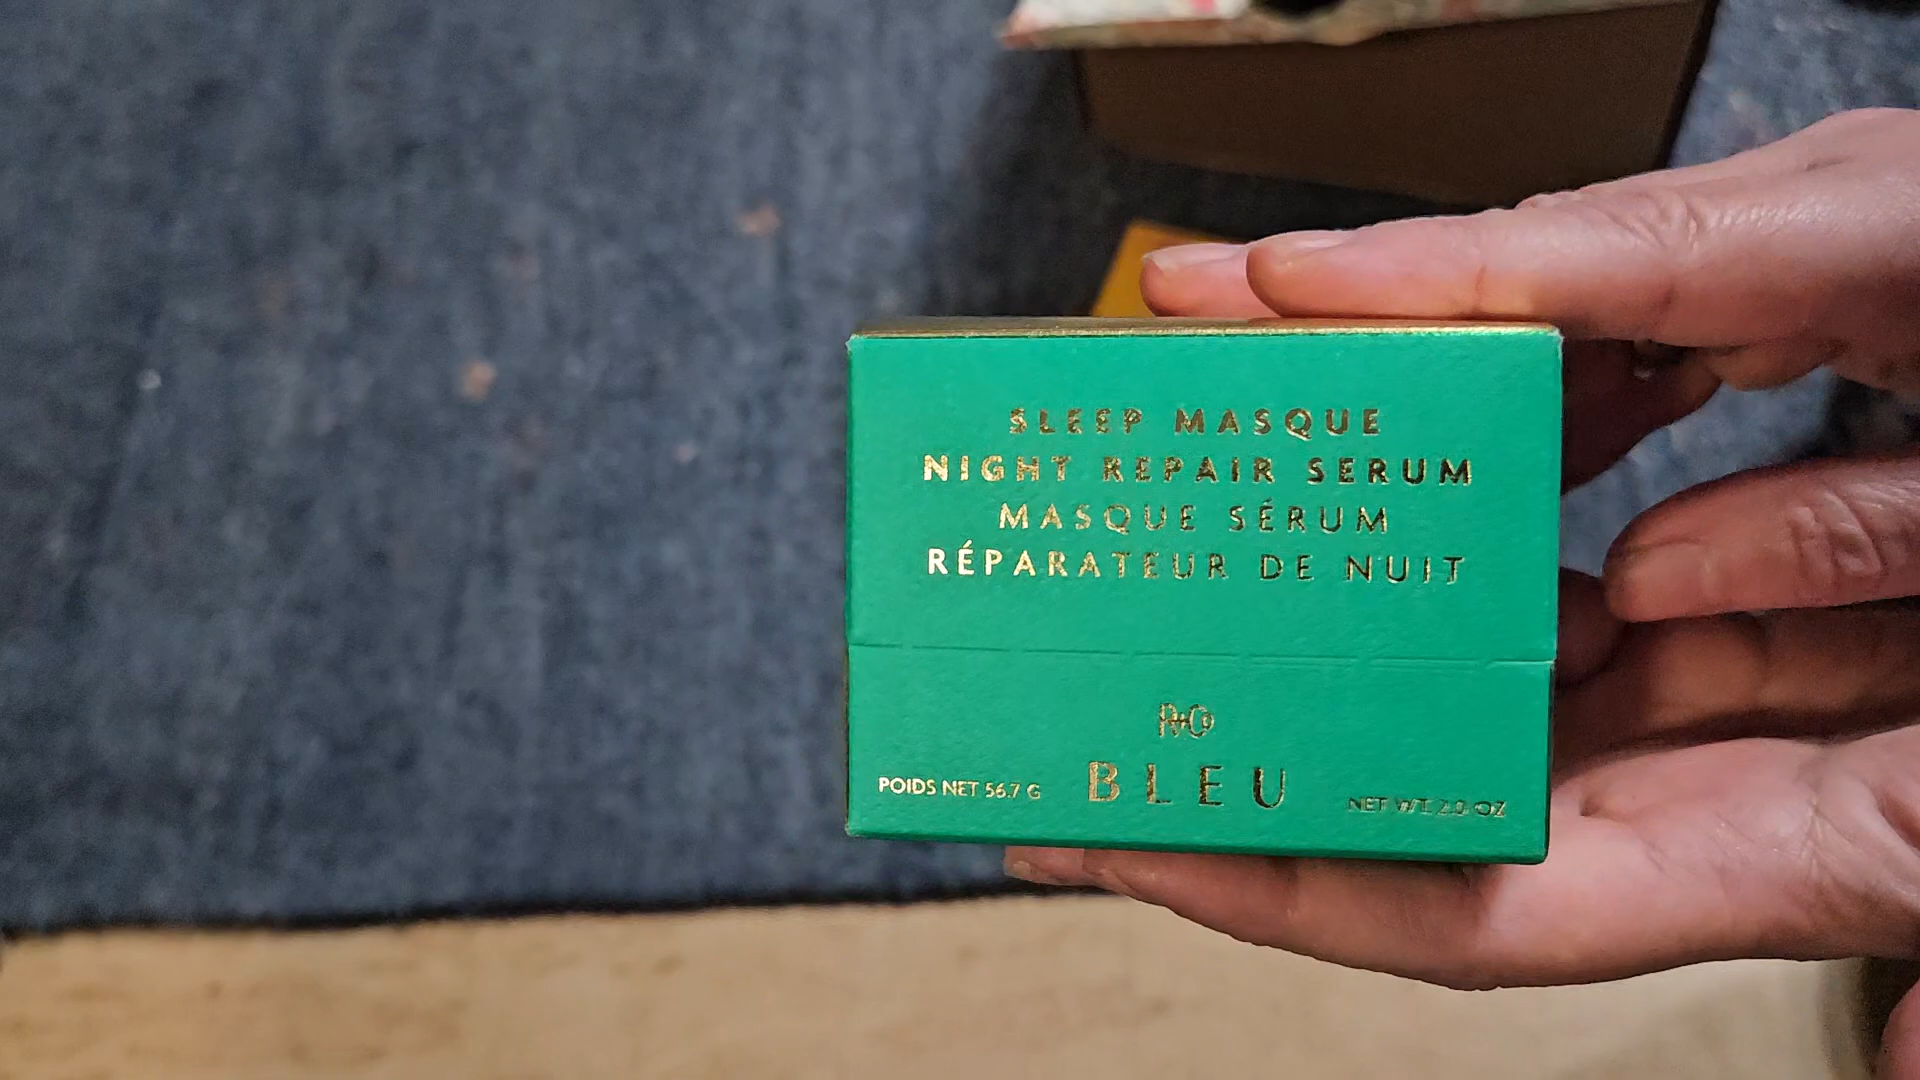 SLEEP MASQUE
NIGHT REPAIR SERUM
MASQUE SÉRUM
RÉPARATEUR DE NUIT
R+Co
BLEU
POIDS NET 56.7 G
NET WT. 2.0 OZ